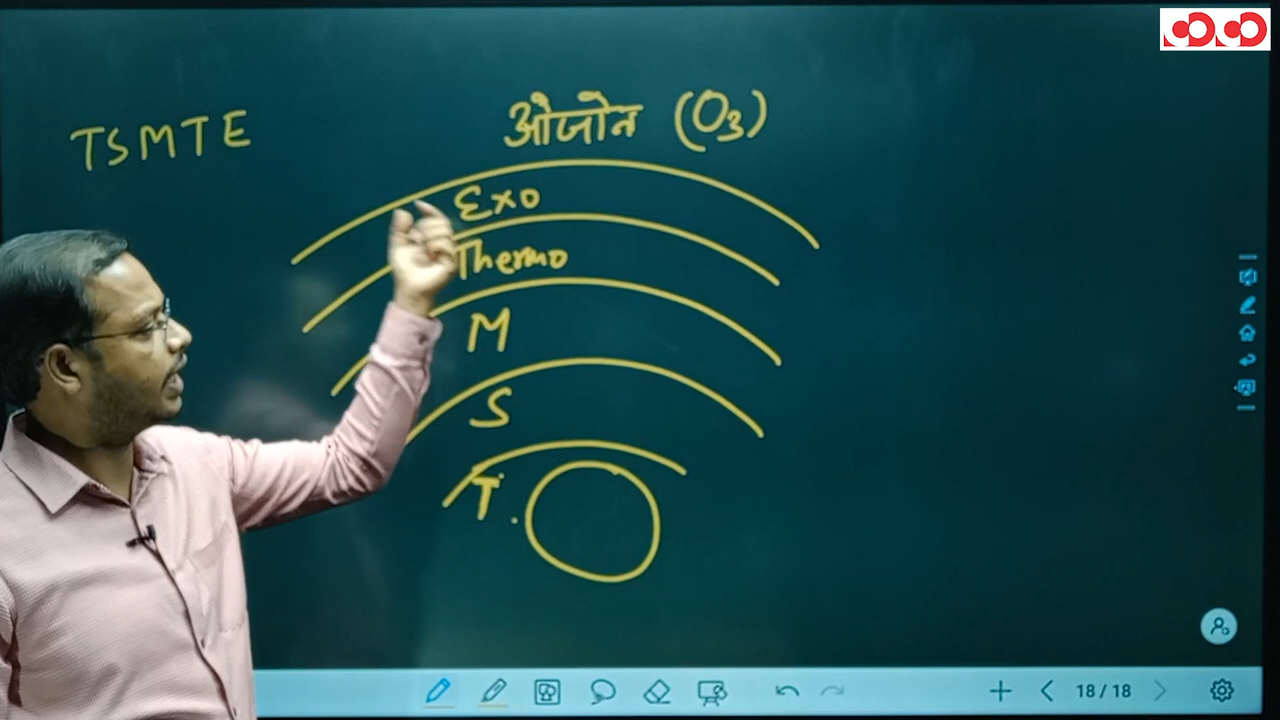 ओजोन (O3)
TSMTE
Exo
Thermo
M
S
T.
18 / 18